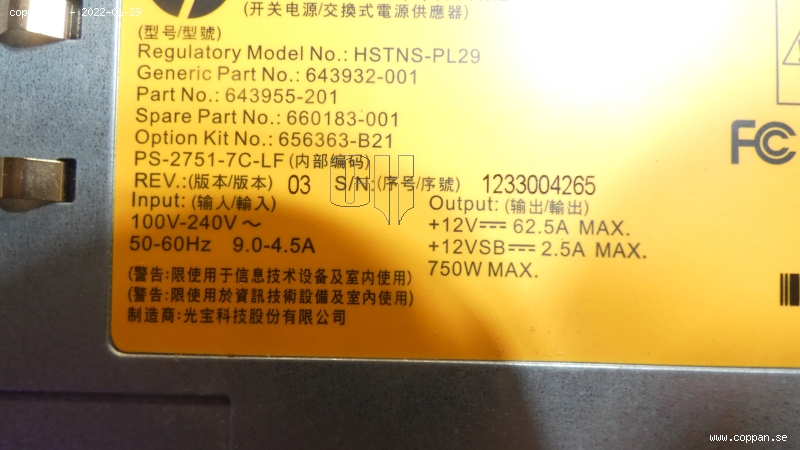 coppan.se - 2022-01-29
(开关电源/交換式電源供應器)
(型号/型號)
Regulatory Model No.: HSTNS-PL29
Generic Part No.: 643932-001
Part No.: 643955-201
Spare Part No.: 660183-001
Option Kit No.: 656363-B21
PS-2751-7C-LF (内部编码)
REV.: (版本/版本) 03 S/N: (序号/序號) 1233004265
Input: (输入/輸入) Output: (输出/輸出)
100V-240V～ +12V⎓ 62.5A MAX.
50-60Hz 9.0-4.5A +12VSB⎓ 2.5A MAX.
750W MAX.
(警告:限使用于信息技术设备及室内使用)
(警告:限使用於資訊技術設備及室內使用)
制造商:光宝科技股份有限公司
FC
www.coppan.se